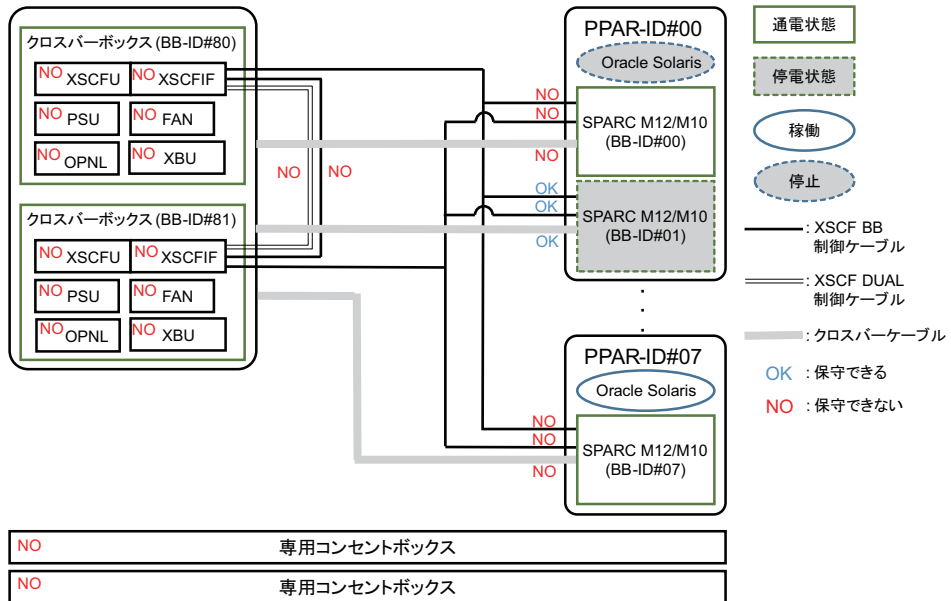 クロスバーボックス (BB-ID#80)
NO XSCFU
NO XSCFIF
NO PSU
NO FAN
NO OPNL
NO XBU
NO
NO
クロスバーボックス (BB-ID#81)
NO XSCFU
NO XSCFIF
NO PSU
NO FAN
NO OPNL
NO XBU
PPAR-ID#00
Oracle Solaris
NO
NO
NO
SPARC M12/M10
(BB-ID#00)
OK
OK
OK
SPARC M12/M10
(BB-ID#01)
PPAR-ID#07
Oracle Solaris
NO
NO
NO
SPARC M12/M10
(BB-ID#07)
通電状態
停電状態
稼働
停止
: XSCF BB
制御ケーブル
: XSCF DUAL
制御ケーブル
: クロスバーケーブル
OK : 保守できる
NO : 保守できない
NO 専用コンセントボックス
NO 専用コンセントボックス